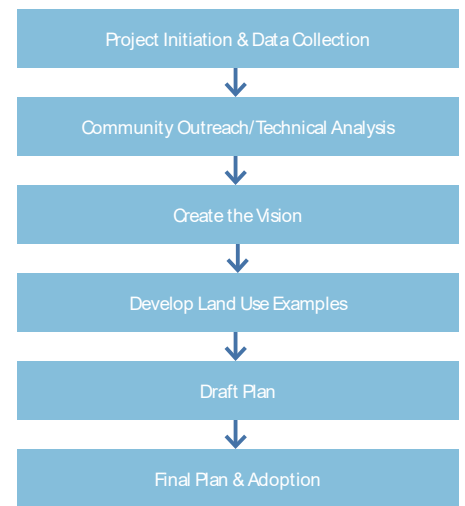 Project Initiation & Data Collection
Community Outreach/Technical Analysis
Create the Vision
Develop Land Use Examples
Draft Plan
Final Plan & Adoption